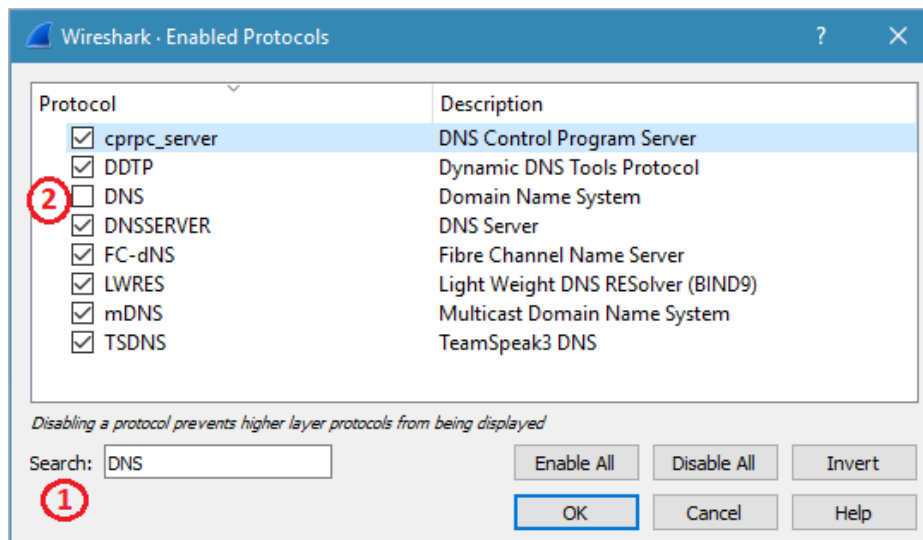 Wireshark · Enabled Protocols ? ×
Protocol Description
cprpc_server DNS Control Program Server
DDTP Dynamic DNS Tools Protocol
2 DNS Domain Name System
DNSSERVER DNS Server
FC-dNS Fibre Channel Name Server
LWRES Light Weight DNS RESolver (BIND9)
mDNS Multicast Domain Name System
TSDNS TeamSpeak3 DNS
Disabling a protocol prevents higher layer protocols from being displayed
Search: DNS Enable All Disable All Invert
1 OK Cancel Help